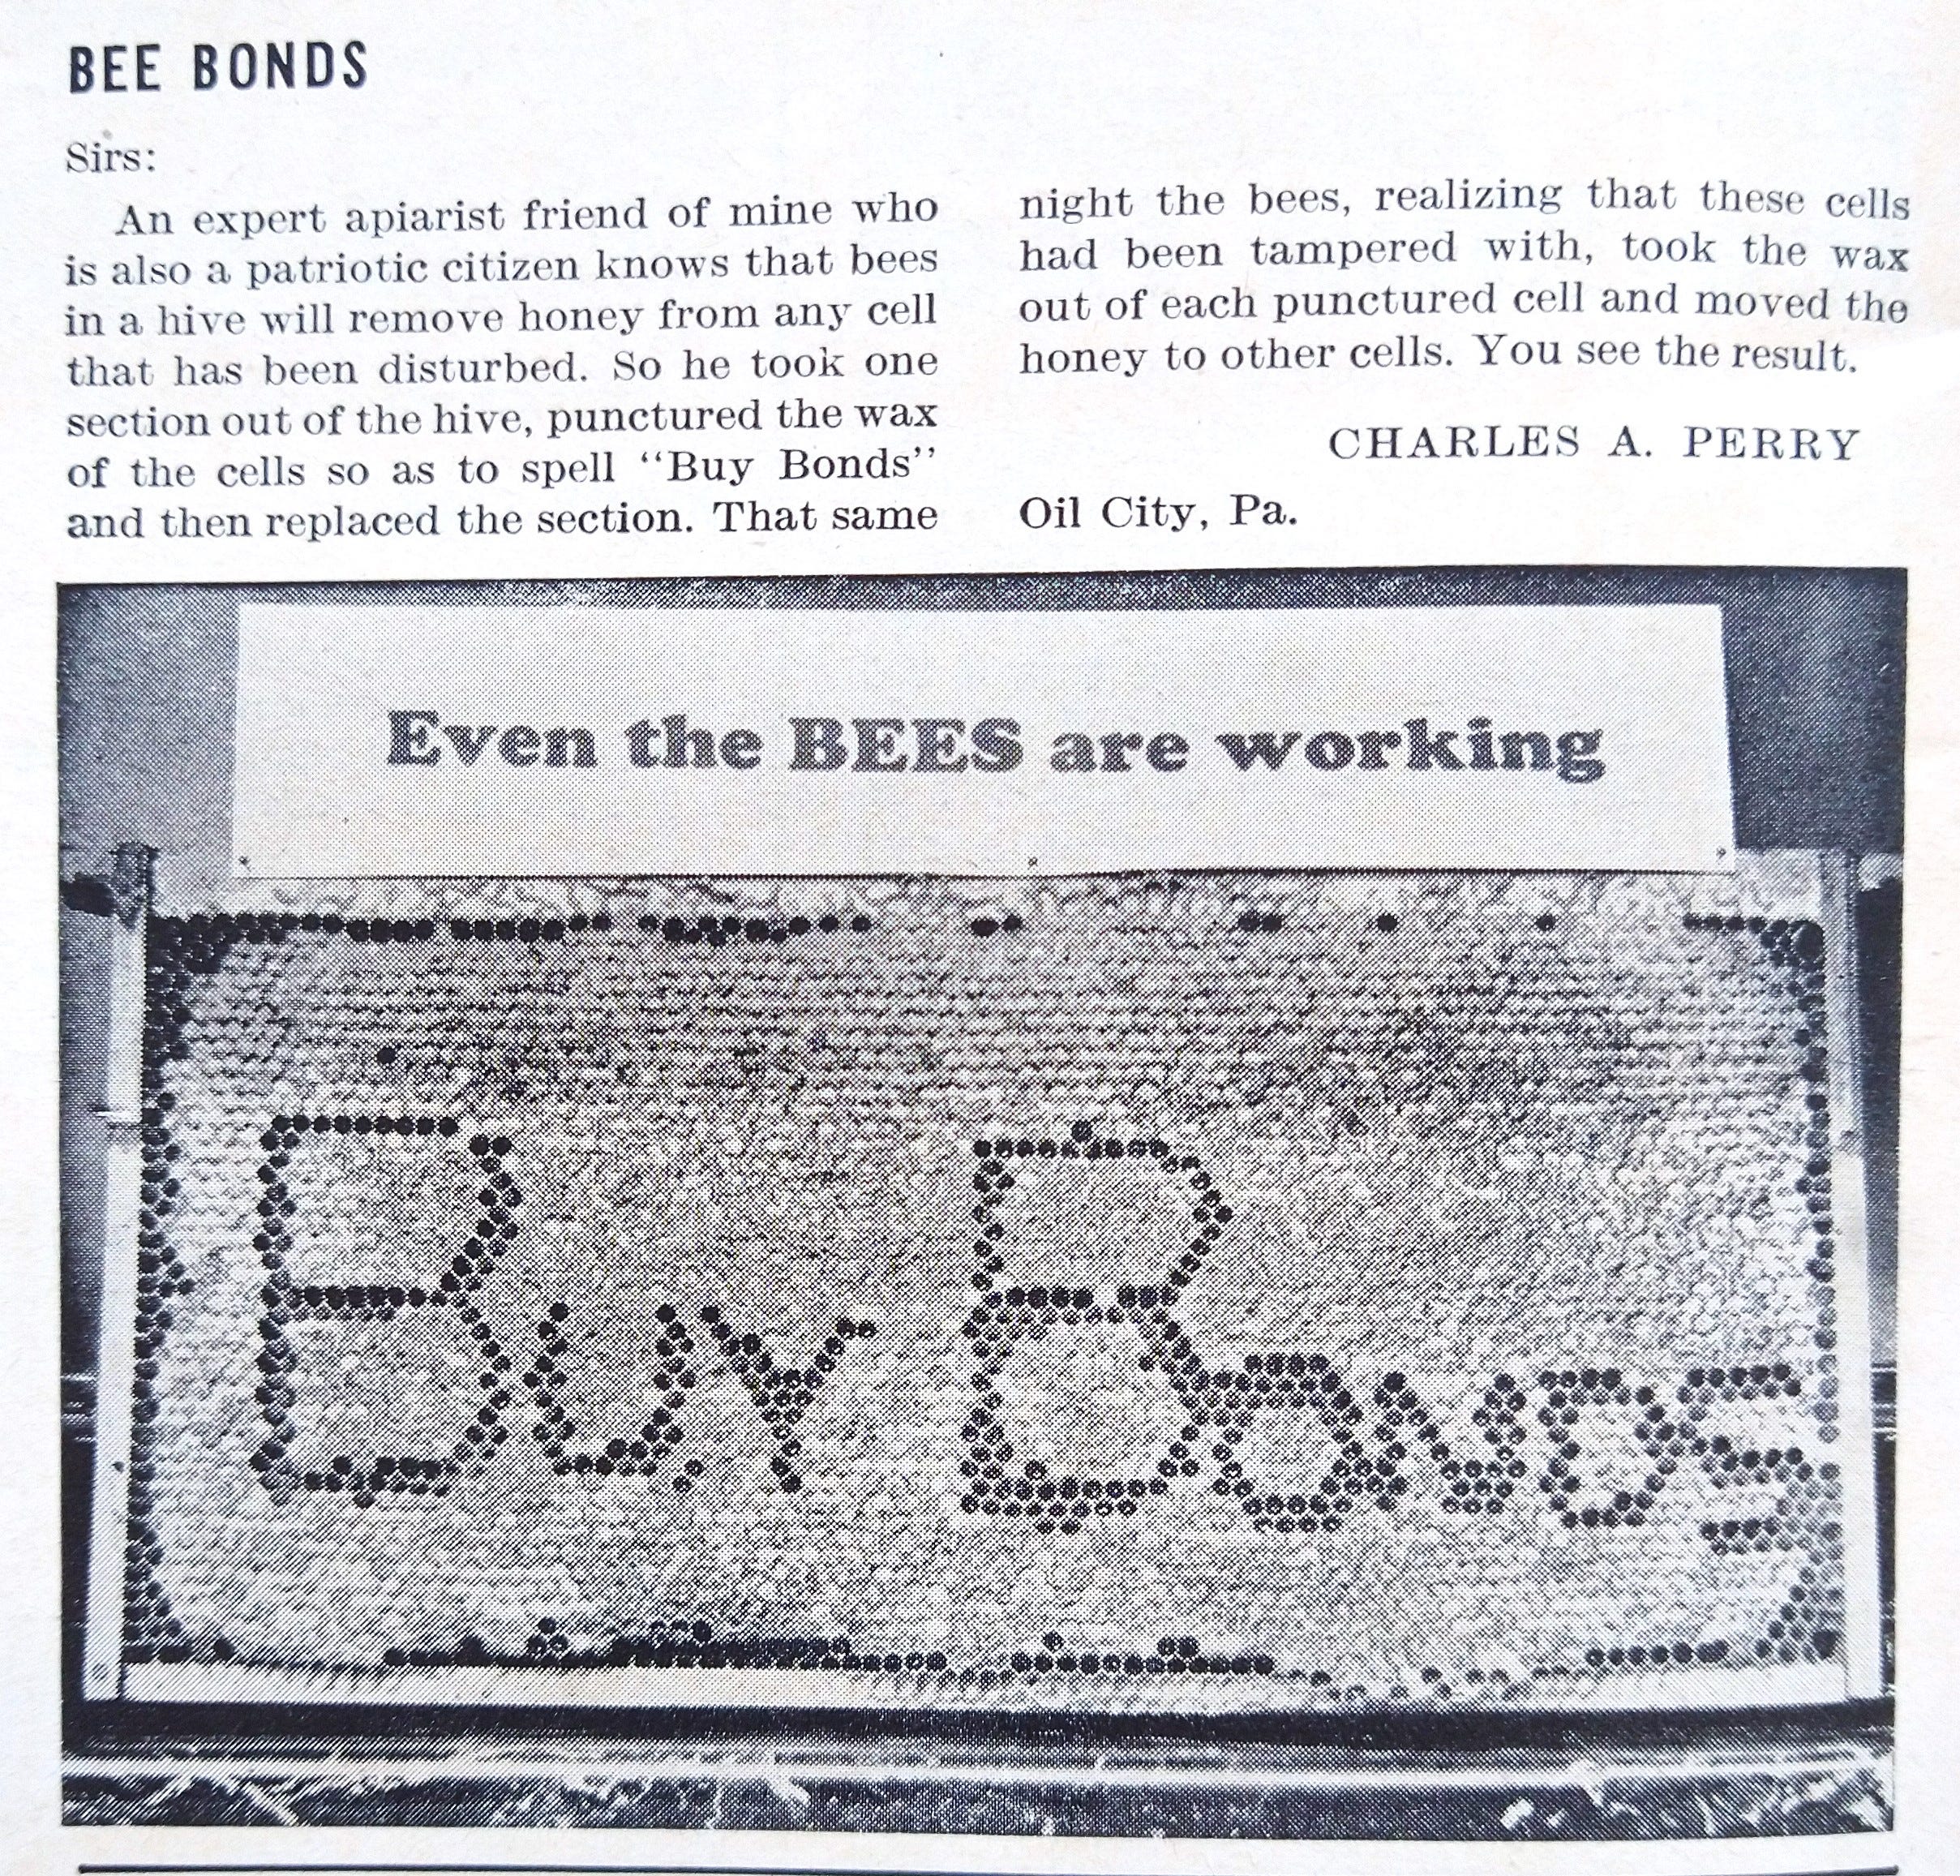 BEE BONDS
Sirs:
An expert apiarist friend of mine who
is also a patriotic citizen knows that bees
in a hive will remove honey from any cell
that has been disturbed. So he took one
section out of the hive, punctured the wax
of the cells so as to spell “Buy Bonds”
and then replaced the section. That same
night the bees, realizing that these cells
had been tampered with, took the wax
out of each punctured cell and moved the
honey to other cells. You see the result.
CHARLES A. PERRY
Oil City, Pa.
Even the BEES are working
BUY BONDS